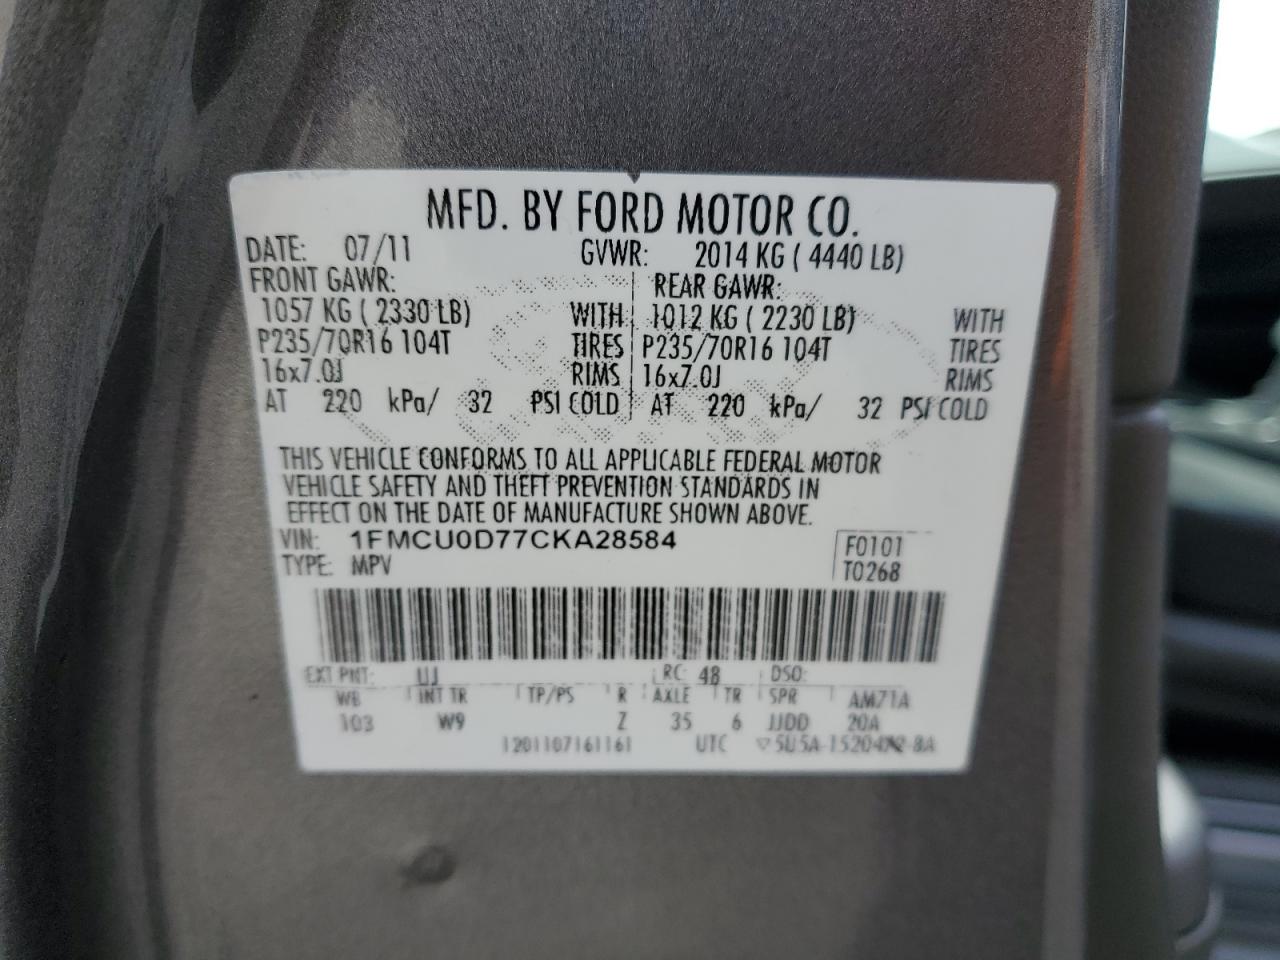 MFD. BY FORD MOTOR CO.
DATE: 07/11 GVWR: 2014 KG ( 4440 LB)
FRONT GAWR: REAR GAWR:
1057 KG ( 2330 LB) WITH 1012 KG ( 2230 LB) WITH
P235/70R16 104T TIRES P235/70R16 104T TIRES
16x7.0J RIMS 16x7.0J RIMS
AT 220 kPa/ 32 PSI COLD AT 220 kPa/ 32 PSI COLD
THIS VEHICLE CONFORMS TO ALL APPLICABLE FEDERAL MOTOR
VEHICLE SAFETY AND THEFT PREVENTION STANDARDS IN
EFFECT ON THE DATE OF MANUFACTURE SHOWN ABOVE.
VIN: 1FMCU0D77CKA28584 F0101
TYPE: MPV T0268
EXT PNT: UJ RC: 48 DSO:
WB INT TR TP/PS R AXLE TR SPR AM71A
103 W9 Z 35 6 JJDD 20A
1201107161161 UTC